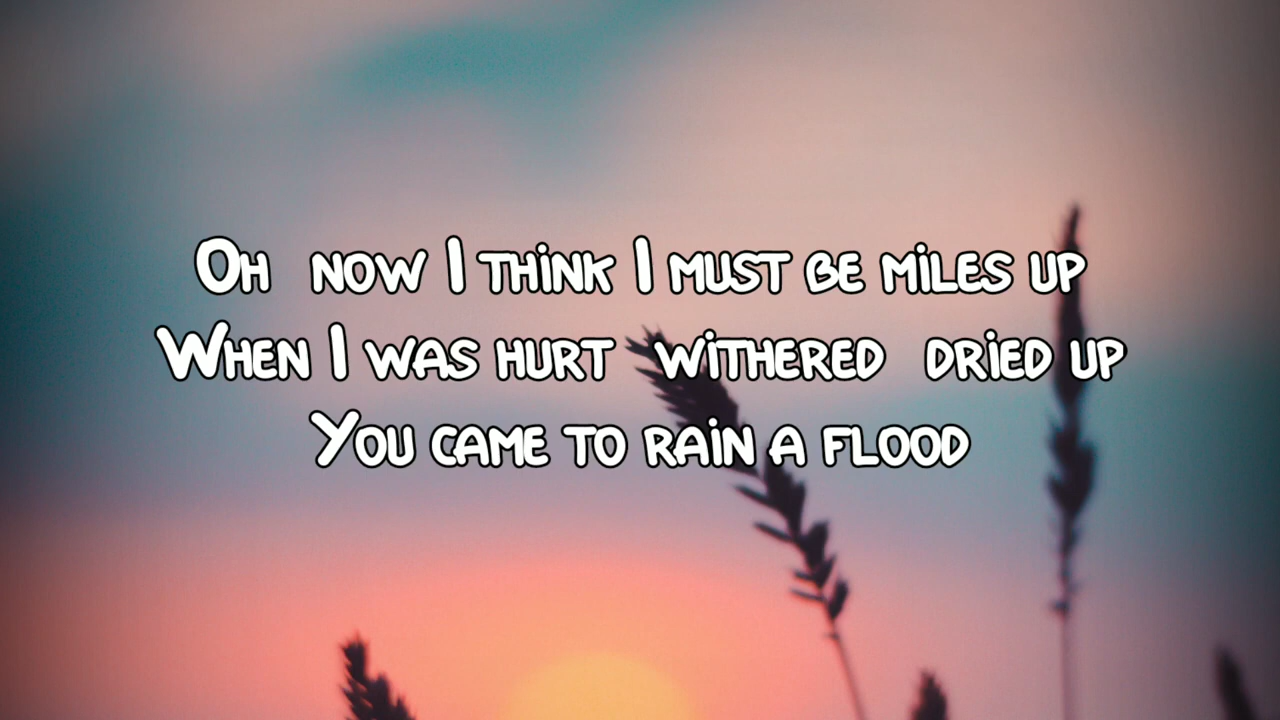 Oh now I think I must be miles up
When I was hurt withered dried up
You came to rain a flood